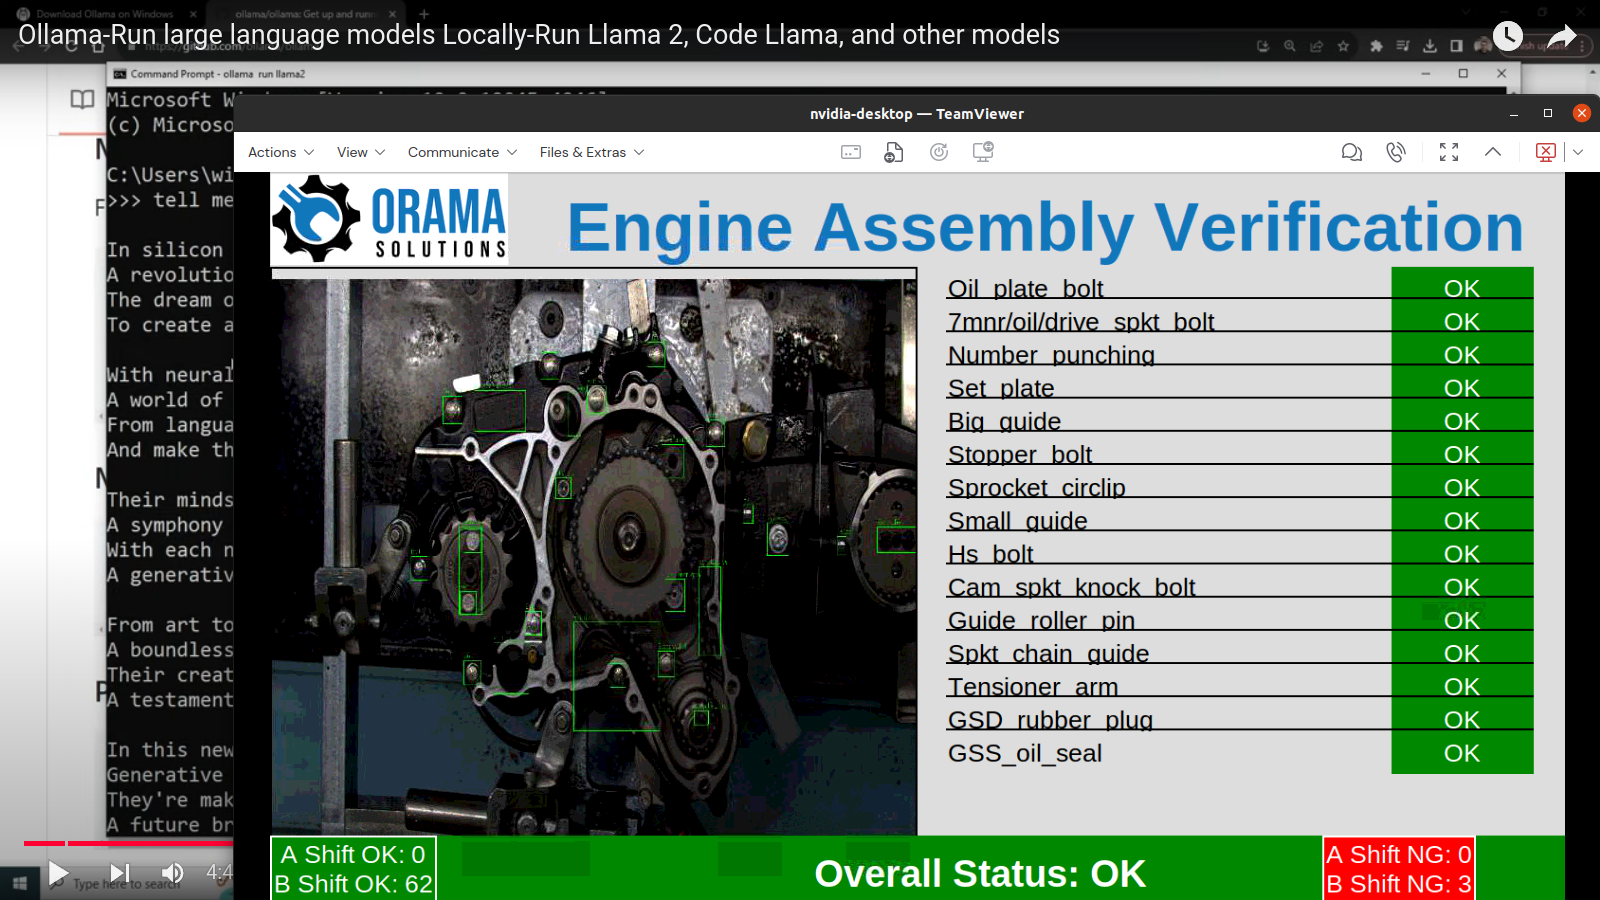 Download Ollama on Windows
ollama/ollama: Get up and runn
Ollama-Run large language models Locally-Run Llama 2, Code Llama, and other models
Command Prompt - ollama run llama2
Microsoft W
(c) Microso
C:\Users\wi
>>> tell me
In silicon
A revolutio
The dream o
To create a
With neural
A world of
From langua
And make th
Their minds
A symphony
With each n
A generativ
From art to
A boundless
Their creat
A testament
In this new
Generative
They're mak
A future br
4:4
Type here to search
nvidia-desktop — TeamViewer
Actions View Communicate Files & Extras
ORAMA
SOLUTIONS
Engine Assembly Verification
Oil_plate_bolt OK
7mnr/oil/drive_spkt_bolt OK
Number_punching OK
Set_plate OK
Big_guide OK
Stopper_bolt OK
Sprocket_circlip OK
Small_guide OK
Hs_bolt OK
Cam_spkt_knock_bolt OK
Guide_roller_pin OK
Spkt_chain_guide OK
Tensioner_arm OK
GSD_rubber_plug OK
GSS_oil_seal OK
A Shift OK: 0
B Shift OK: 62
Overall Status: OK
A Shift NG: 0
B Shift NG: 3